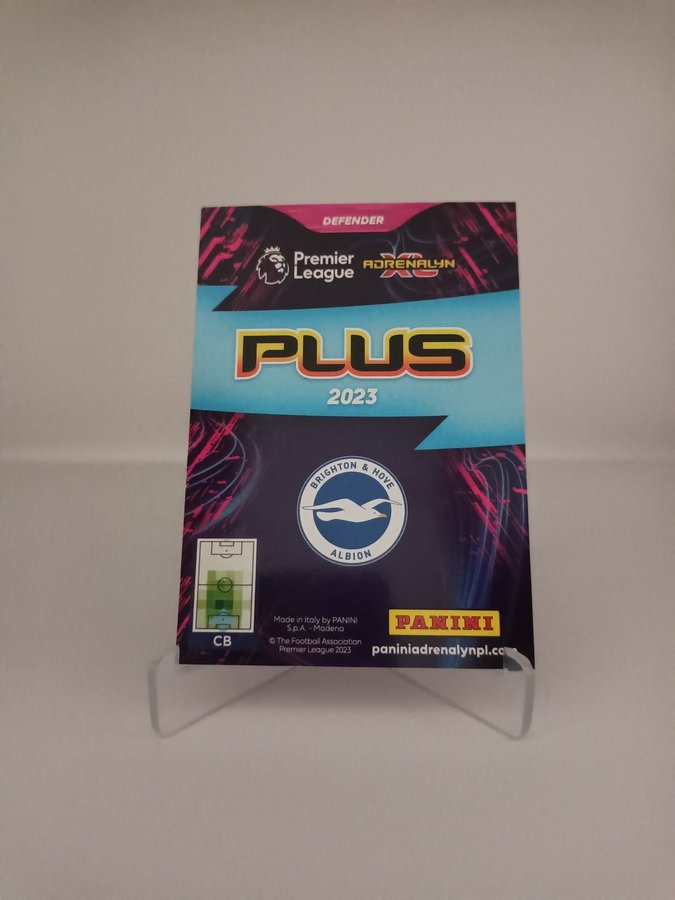 DEFENDER
Premier
League
ADRENALYN
XL
PLUS
2023
BRIGHTON & HOVE
ALBION
CB
Made in Italy by PANINI
S.p.A. - Modena
© The Football Association
Premier League 2023
PANINI
paniniadrenalynpl.com